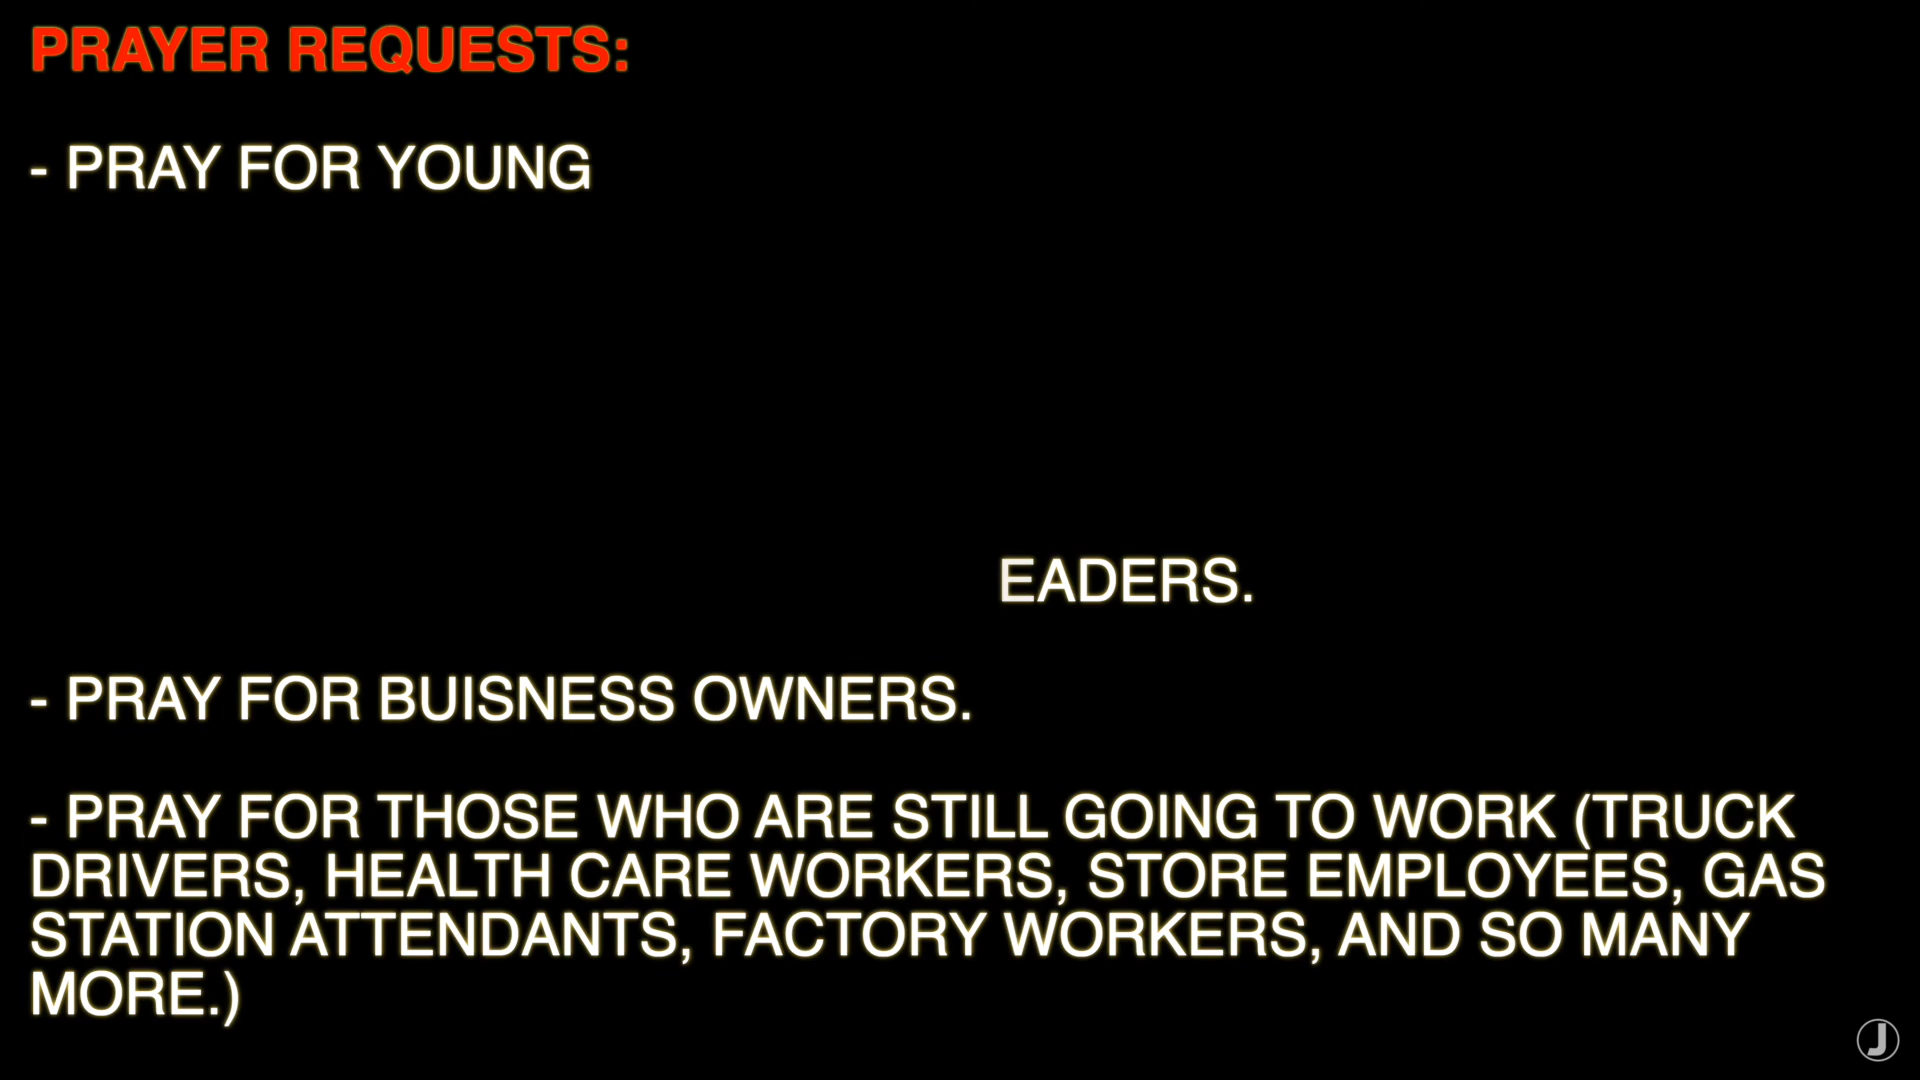 PRAYER REQUESTS:
- PRAY FOR YOUNG
EADERS.
- PRAY FOR BUISNESS OWNERS.
- PRAY FOR THOSE WHO ARE STILL GOING TO WORK (TRUCK
DRIVERS, HEALTH CARE WORKERS, STORE EMPLOYEES, GAS
STATION ATTENDANTS, FACTORY WORKERS, AND SO MANY
MORE.)
J